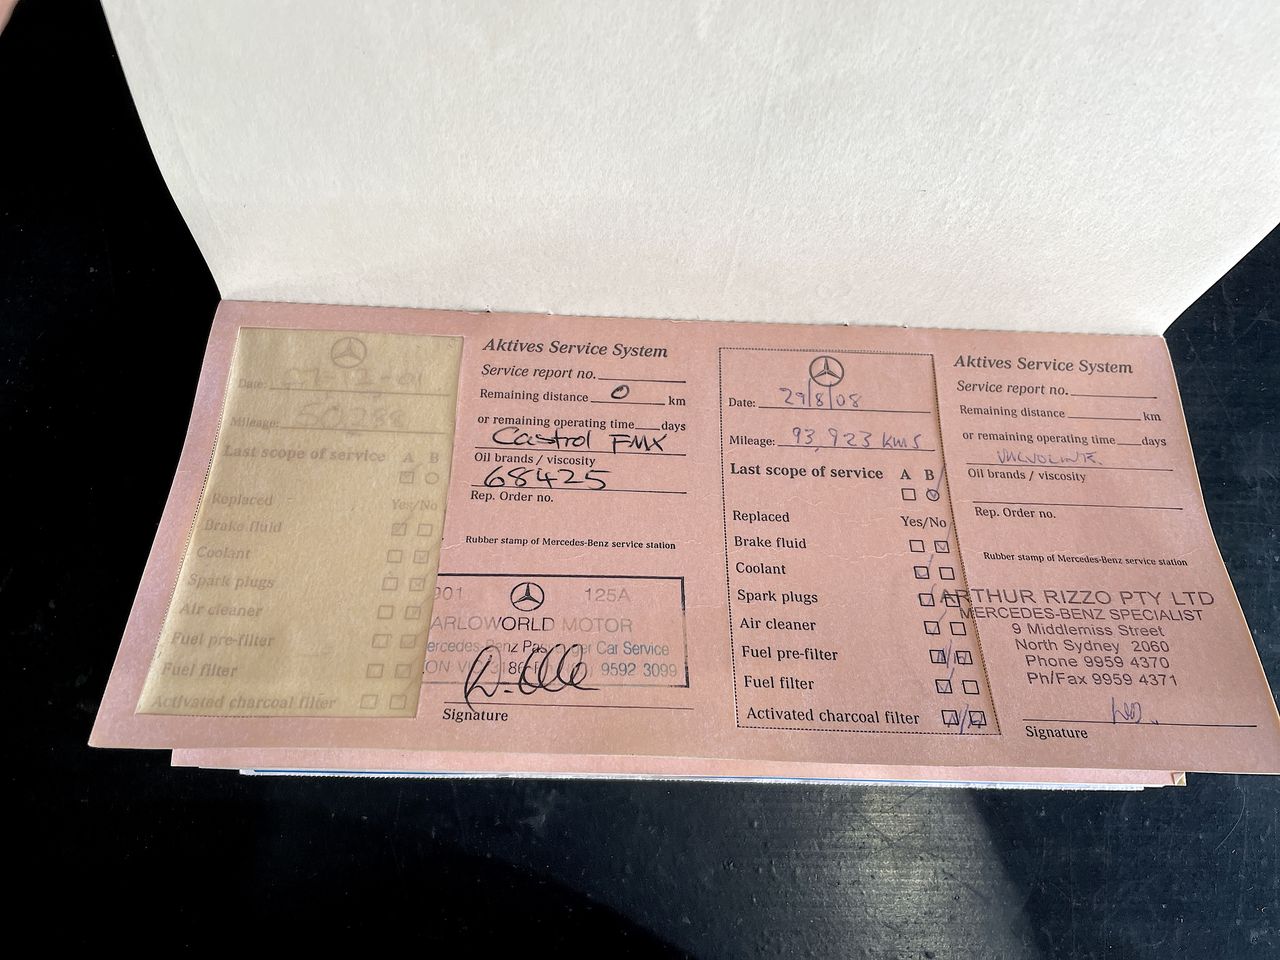 Date:
Mileage:
Last scope of service A B
Replaced Yes/No
Brake fluid
Coolant
Spark plugs
Air cleaner
Fuel pre-filter
Fuel filter
Activated charcoal filter
Aktives Service System
Service report no.
Remaining distance 0 km
or remaining operating time days
Castrol FMX
Oil brands / viscosity
68425
Rep. Order no.
Rubber stamp of Mercedes-Benz service station
901 125A
ARLOWORLD MOTOR
ercedes Benz Passenger Car Service
9592 3099
Signature
Date: 29/8/08
Mileage: 93,923 kms
Last scope of service A B
Replaced Yes/No
Brake fluid
Coolant
Spark plugs
Air cleaner
Fuel pre-filter
Fuel filter
Activated charcoal filter
Aktives Service System
Service report no.
Remaining distance km
or remaining operating time days
Oil brands / viscosity
Rep. Order no.
Rubber stamp of Mercedes-Benz service station
ARTHUR RIZZO PTY LTD
MERCEDES-BENZ SPECIALIST
9 Middlemiss Street
North Sydney 2060
Phone 9959 4370
Ph/Fax 9959 4371
Signature